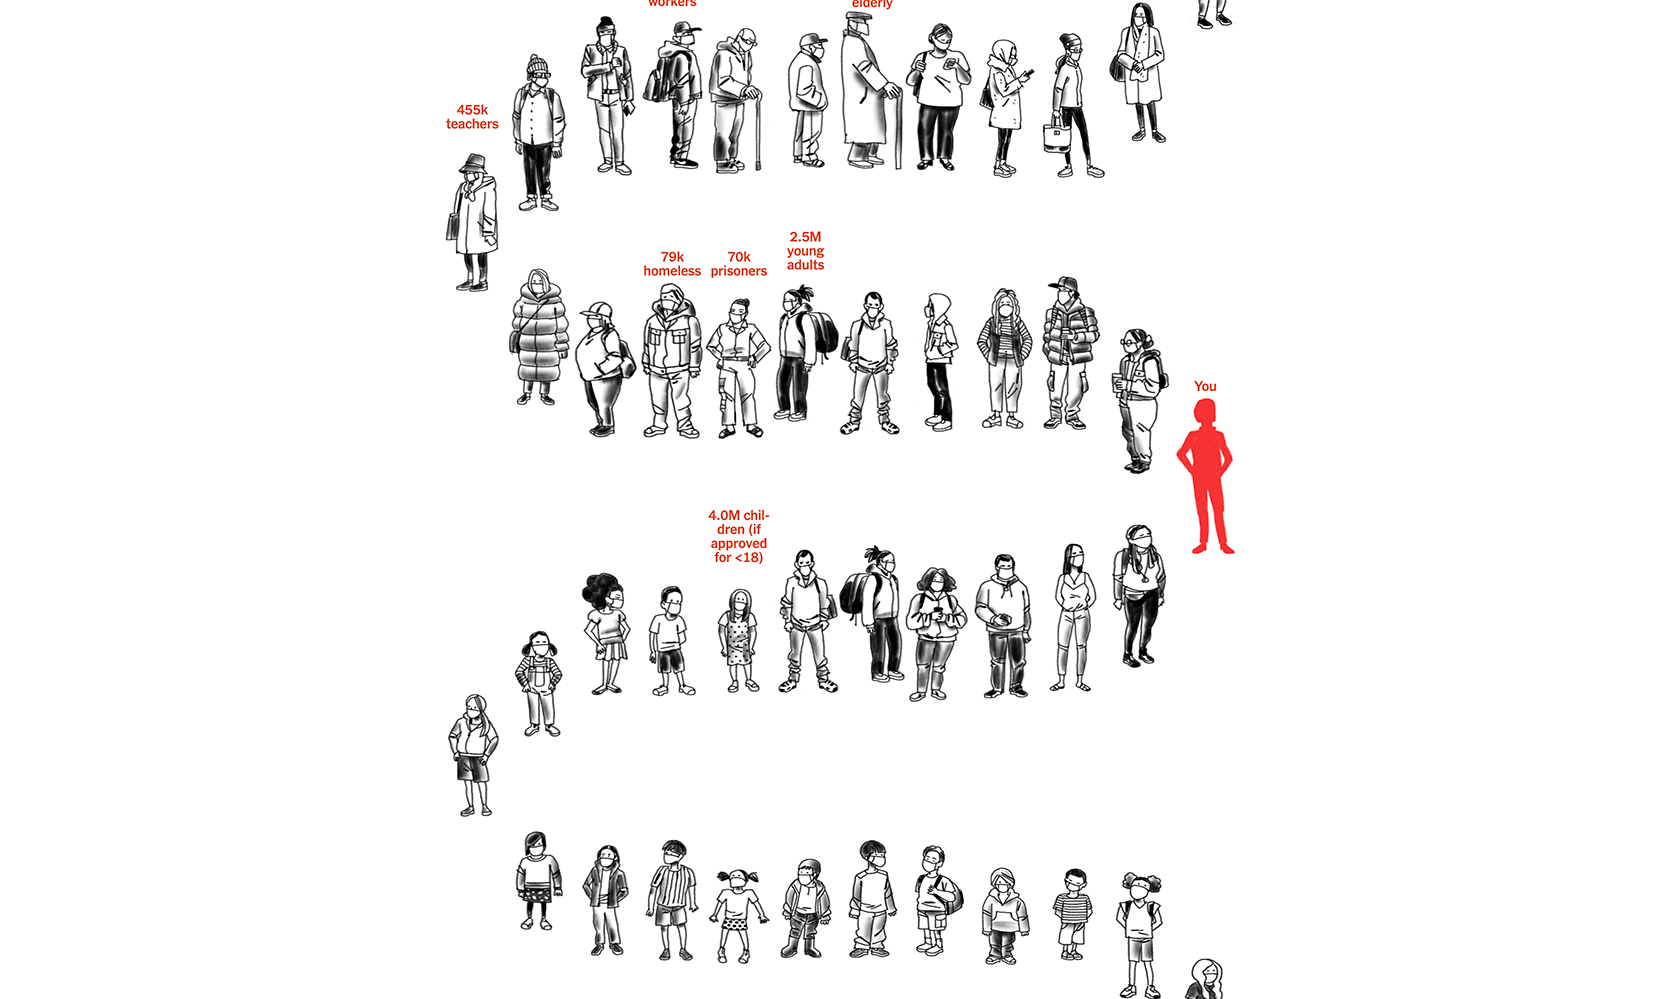 workers
elderly
455k
teachers
2.5M
young
adults
79k
homeless
70k
prisoners
You
4.0M chil-
dren (if
approved
for <18)